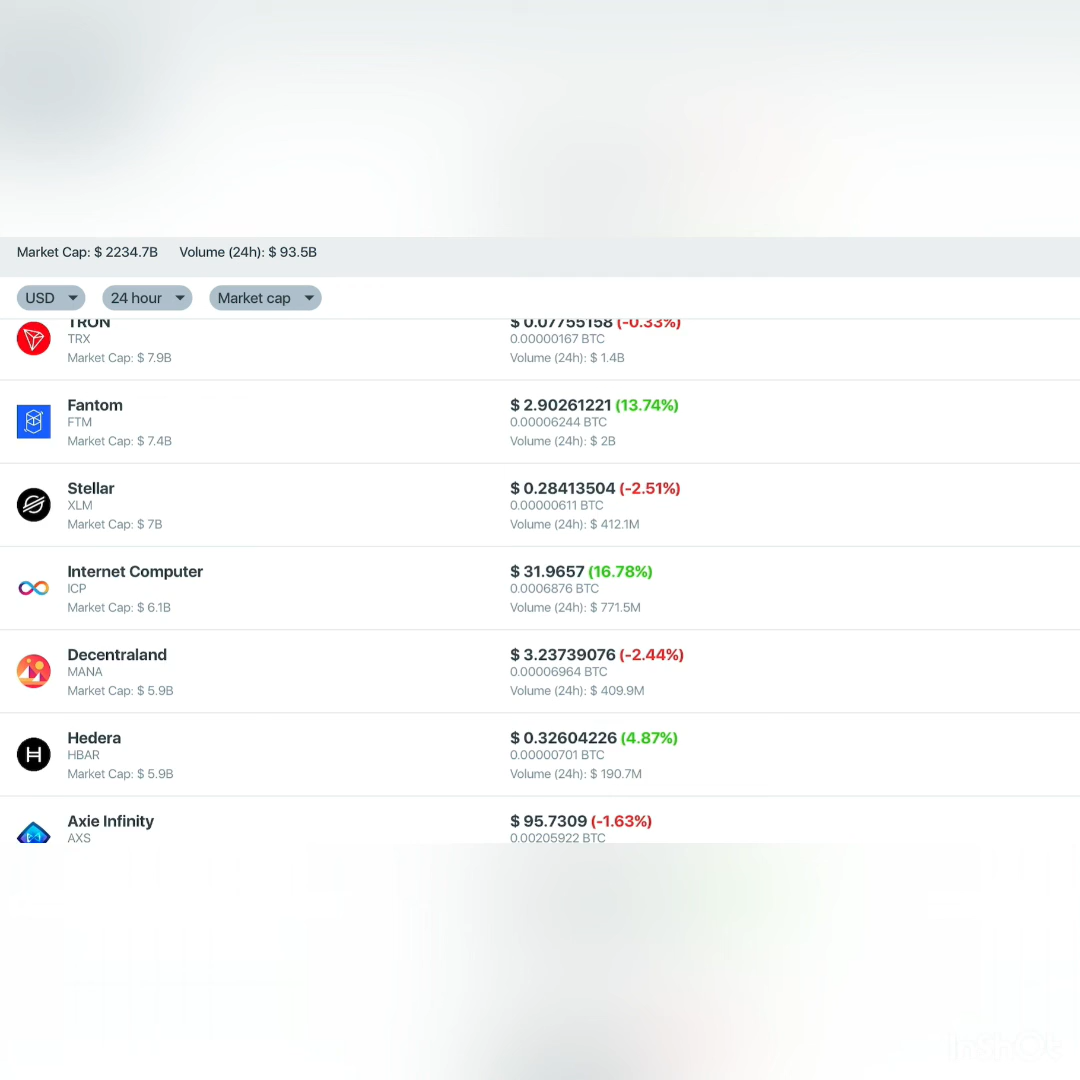 Market Cap: $ 2234.7B Volume (24h): $ 93.5B
USD 24 hour Market cap
TRON $ 0.07755158 (-0.33%)
TRX 0.00000167 BTC
Market Cap: $ 7.9B Volume (24h): $ 1.4B
Fantom $ 2.90261221 (13.74%)
FTM 0.00006244 BTC
Market Cap: $ 7.4B Volume (24h): $ 2B
Stellar $ 0.28413504 (-2.51%)
XLM 0.00000611 BTC
Market Cap: $ 7B Volume (24h): $ 412.1M
Internet Computer $ 31.9657 (16.78%)
ICP 0.0006876 BTC
Market Cap: $ 6.1B Volume (24h): $ 771.5M
Decentraland $ 3.23739076 (-2.44%)
MANA 0.00006964 BTC
Market Cap: $ 5.9B Volume (24h): $ 409.9M
Hedera $ 0.32604226 (4.87%)
HBAR 0.00000701 BTC
Market Cap: $ 5.9B Volume (24h): $ 190.7M
Axie Infinity $ 95.7309 (-1.63%)
AXS 0.00205922 BTC